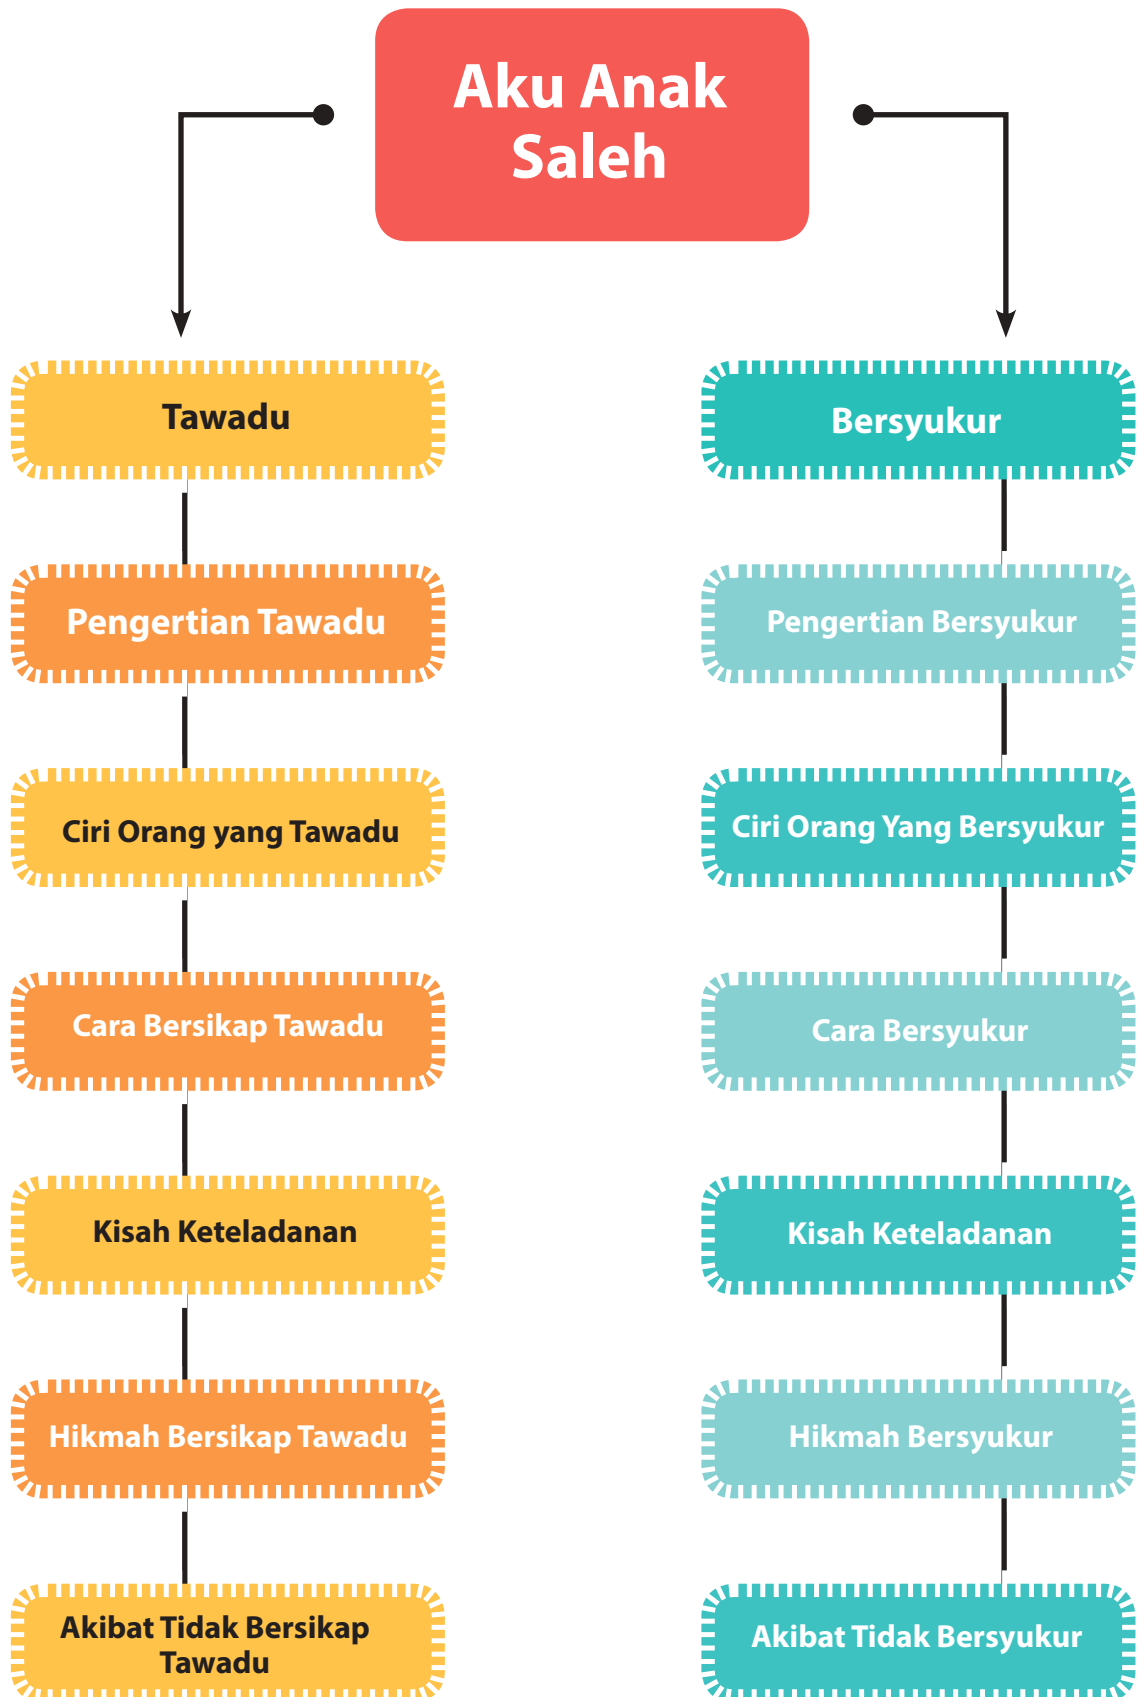 Aku Anak
Saleh
Tawadu
Pengertian Tawadu
Ciri Orang yang Tawadu
Cara Bersikap Tawadu
Kisah Keteladanan
Hikmah Bersikap Tawadu
Akibat Tidak Bersikap
Tawadu
Bersyukur
Pengertian Bersyukur
Ciri Orang Yang Bersyukur
Cara Bersyukur
Kisah Keteladanan
Hikmah Bersyukur
Akibat Tidak Bersyukur